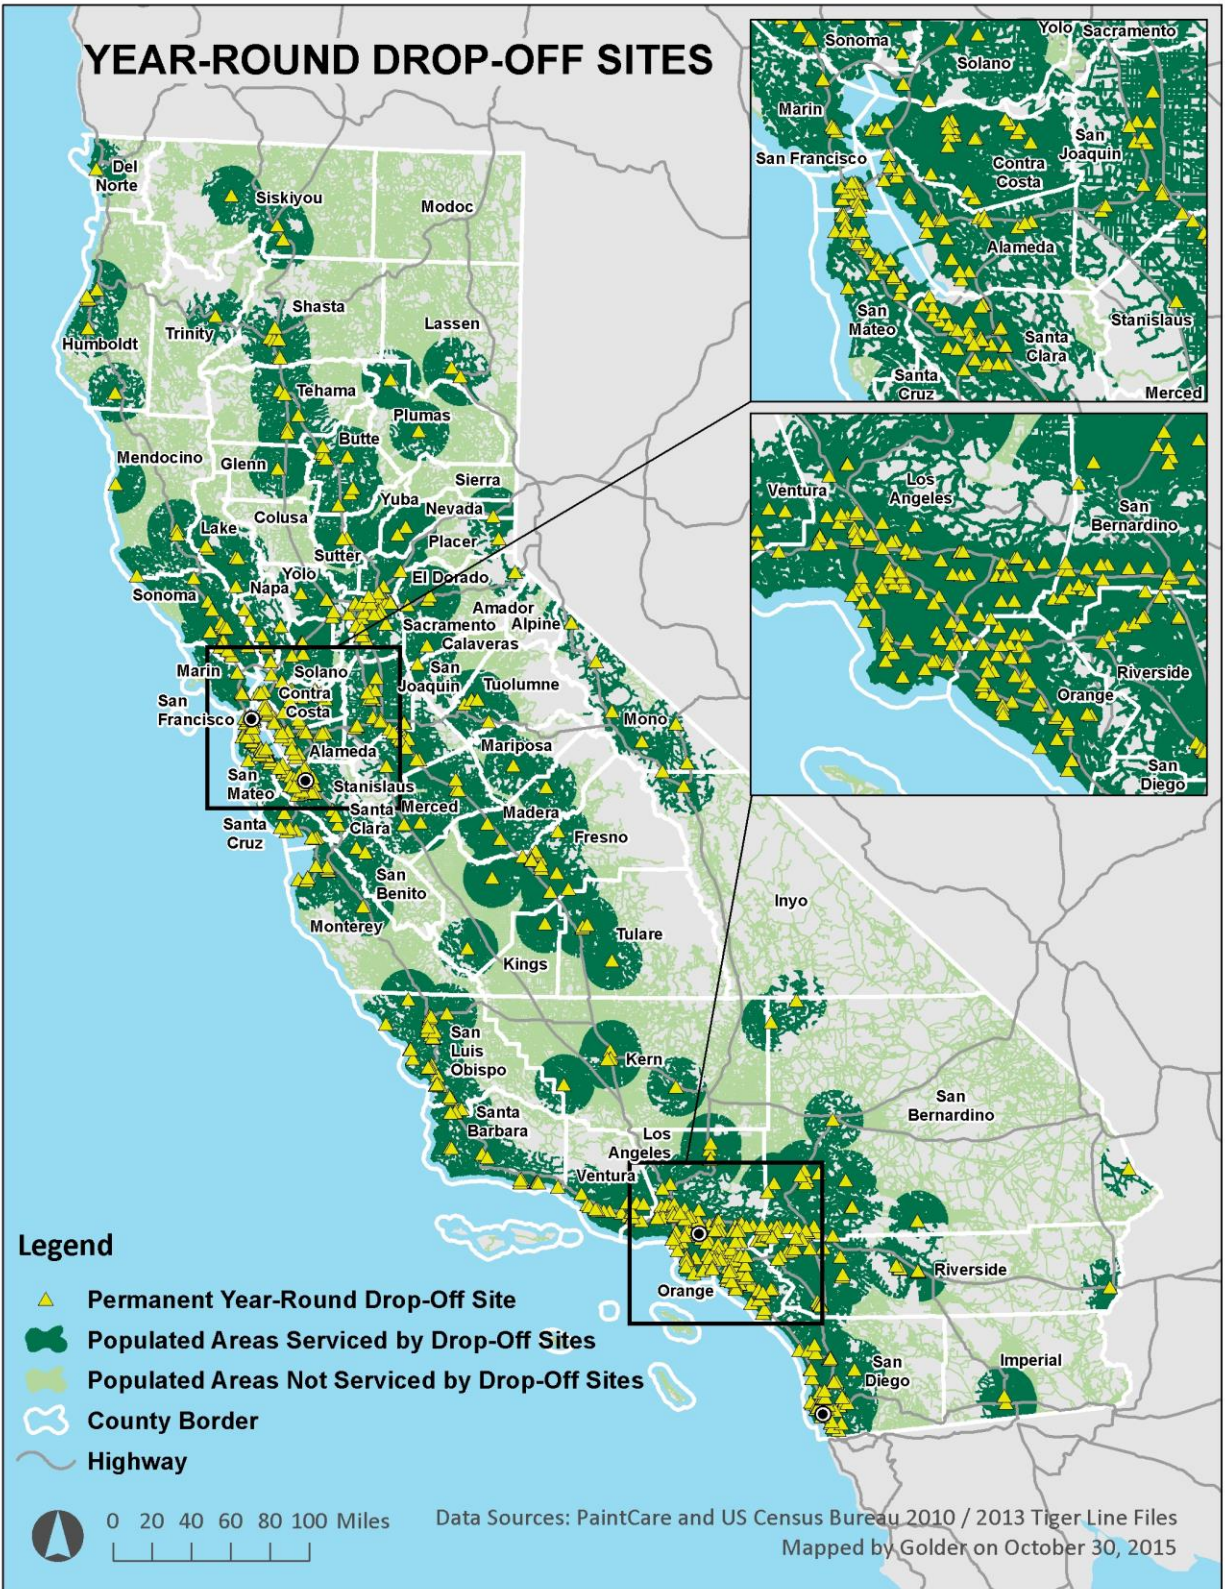 YEAR-ROUND DROP-OFF SITES
Del
Norte
Siskiyou
Modoc
Shasta
Trinity
Lassen
Humboldt
Tehama
Plumas
Mendocino
Glenn
Butte
Sierra
Yuba
Nevada
Colusa
Lake
Placer
Sutter
Yolo
El Dorado
Napa
Sonoma
Amador
Alpine
Sacramento
Calaveras
Marin
Solano
San
Joaquin
Tuolumne
Contra
Costa
San
Francisco
Mono
Alameda
Mariposa
San
Mateo
Stanislaus
Merced
Santa
Clara
Madera
Santa
Cruz
Fresno
San
Benito
Inyo
Monterey
Tulare
Kings
San
Luis
Obispo
Kern
San
Bernardino
Santa
Barbara
Los
Angeles
Ventura
Riverside
Orange
San
Diego
Imperial
Yolo
Sacramento
Sonoma
Solano
Marin
San
Joaquin
San Francisco
Contra
Costa
Alameda
San
Mateo
Stanislaus
Santa
Clara
Santa
Cruz
Merced
Los
Angeles
Ventura
San
Bernardino
Riverside
Orange
San
Diego
Legend
Permanent Year-Round Drop-Off Site
Populated Areas Serviced by Drop-Off Sites
Populated Areas Not Serviced by Drop-Off Sites
County Border
Highway
0 20 40 60 80 100 Miles
Data Sources: PaintCare and US Census Bureau 2010 / 2013 Tiger Line Files
Mapped by Golder on October 30, 2015